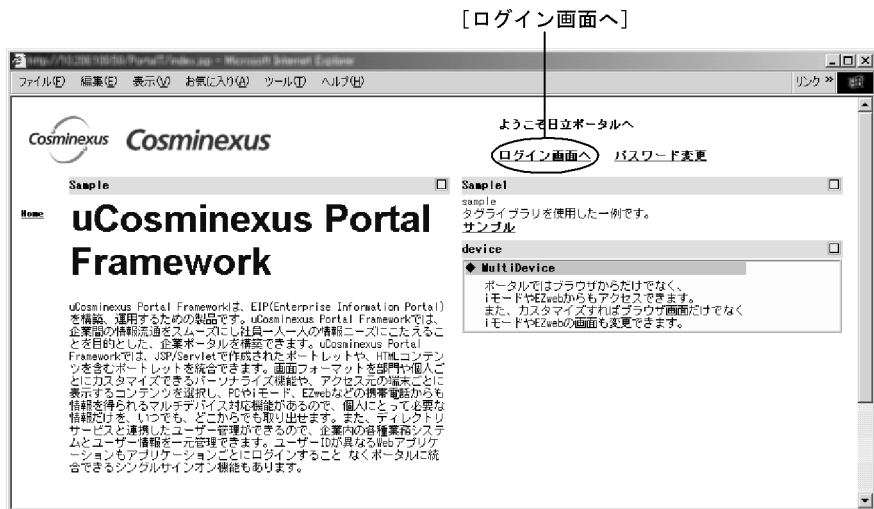 [ログイン画面へ]
Microsoft Internet Explorer
ファイル(F) 編集(E) 表示(V) お気に入り(A) ツール(T) ヘルプ(H) リンク »
Cosminexus Cosminexus
ようこそ日立ポータルへ
ログイン画面へ パスワード変更
Home
Sample
uCosminexus Portal
Framework
uCosminexus Portal Frameworkは、EIP(Enterprise Information Portal)
を構築、運用するための製品です。uCosminexus Portal Frameworkでは、
企業間の情報流通をスムーズにし社員一人一人の情報ニーズにこたえるこ
とを目的とした、企業ポータルを構築できます。uCosminexus Portal
Frameworkでは、JSP/Servletで作成されたポートレットや、HTMLコンテン
ツを含むポートレットを統合できます。画面フォーマットを部門や個人ご
とにカスタマイズできるパーソナライズ機能や、アクセス元の端末ごとに
表示するコンテンツを選択し、PCやiモード、EZwebなどの携帯電話からも
情報を得られるマルチデバイス対応機能があるので、個人にとって必要な
情報だけを、いつでも、どこからでも取り出せます。また、ディレクトリ
サービスと連携したユーザー管理ができるので、企業内の各種業務システ
ムとユーザー情報を一元管理できます。ユーザーIDが異なるWebアプリケ
ーションもアプリケーションごとにログインすること なくポータルに統
合できるシングルサインオン機能もあります。
Sample1
sample
タグライブラリを使用した一例です。
サンプル
device
◆ MultiDevice
ポータルではブラウザからだけでなく、
iモードやEZwebからもアクセスできます。
また、カスタマイズすればブラウザ画面だけでなく
iモードやEZwebの画面も変更できます。